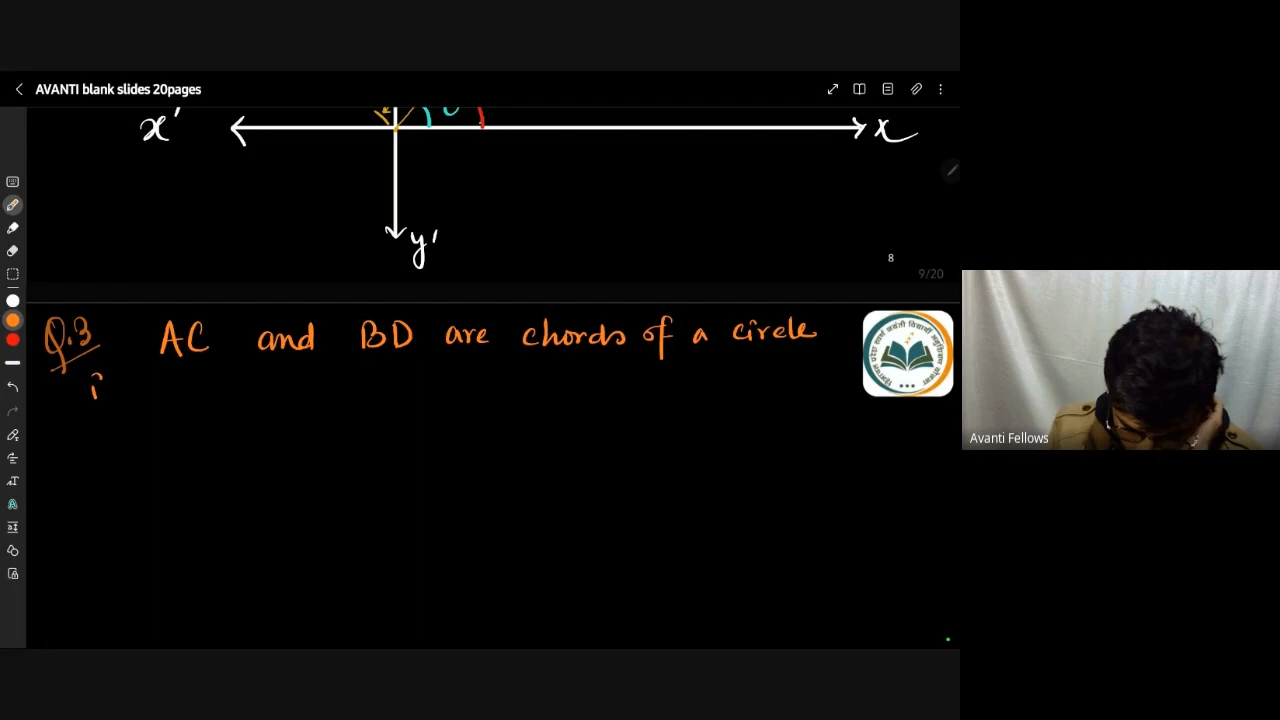 AVANTI blank slides 20pages
x'
x
y'
8
9/20
Q.3 AC and BD are chords of a circle
i
Avanti Fellows